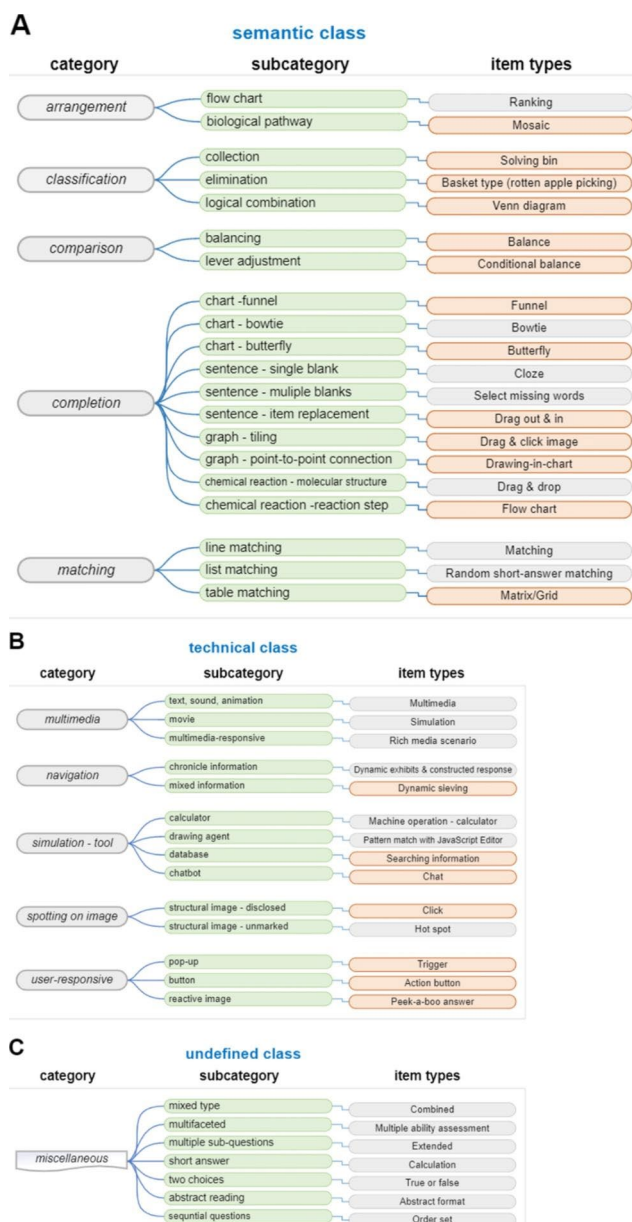 A
semantic class
category subcategory item types
arrangement
flow chart Ranking
biological pathway Mosaic
classification
collection Solving bin
elimination Basket type (rotten apple picking)
logical combination Venn diagram
comparison
balancing Balance
lever adjustment Conditional balance
completion
chart -funnel Funnel
chart - bowtie Bowtie
chart - butterfly Butterfly
sentence - single blank Cloze
sentence - muliple blanks Select missing words
sentence - item replacement Drag out & in
graph - tiling Drag & click image
graph - point-to-point connection Drawing-in-chart
chemical reaction - molecular structure Drag & drop
chemical reaction -reaction step Flow chart
matching
line matching Matching
list matching Random short-answer matching
table matching Matrix/Grid
B
technical class
category subcategory item types
multimedia
text, sound, animation Multimedia
movie Simulation
multimedia-responsive Rich media scenario
navigation
chronicle information Dynamic exhibits & constructed response
mixed information Dynamic sieving
simulation - tool
calculator Machine operation - calculator
drawing agent Pattern match with JavaScript Editor
database Searching information
chatbot Chat
spotting on image
structural image - disclosed Click
structural image - unmarked Hot spot
user-responsive
pop-up Trigger
button Action button
reactive image Peek-a-boo answer
C
undefined class
category subcategory item types
miscellaneous
mixed type Combined
multifaceted Multiple ability assessment
multiple sub-questions Extended
short answer Calculation
two choices True or false
abstract reading Abstract format
sequntial questions Order set